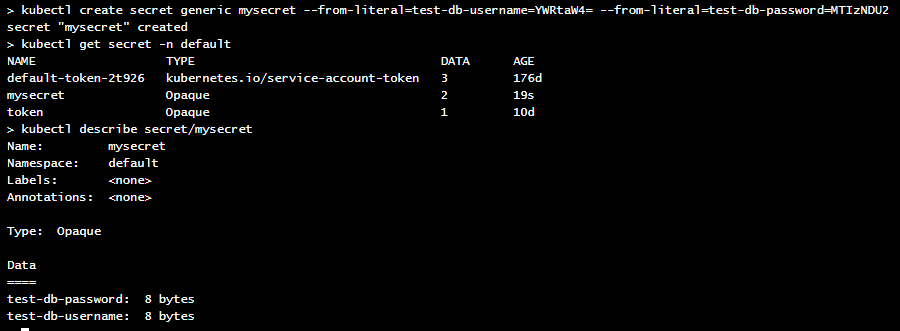 > kubectl create secret generic mysecret --from-literal=test-db-username=YWRtaW4= --from-literal=test-db-password=MTIzNDU2
secret "mysecret" created
> kubectl get secret -n default
NAME TYPE DATA AGE
default-token-2t926 kubernetes.io/service-account-token 3 176d
mysecret Opaque 2 19s
token Opaque 1 10d
> kubectl describe secret/mysecret
Name: mysecret
Namespace: default
Labels: <none>
Annotations: <none>
Type: Opaque
Data
====
test-db-password: 8 bytes
test-db-username: 8 bytes